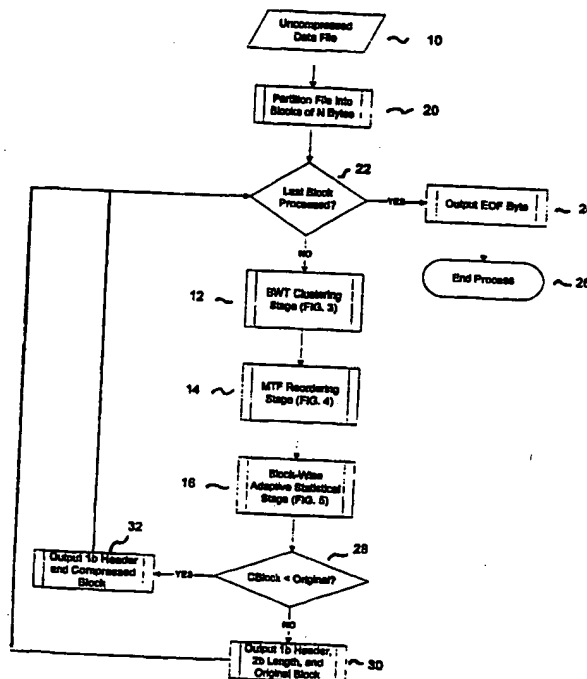 Uncompressed
Data File
10
Partition File Into
Blocks of N Bytes
20
22
Last Block
Processed?
YES
Output EOF Byte
NO
End Process
26
12
BWT Clustering
Stage (FIG. 3)
14
MTF Reordering
Stage (FIG. 4)
16
Block-Wise
Adaptive Statistical
Stage (FIG. 5)
32
28
Output 1b Header
and Compressed
Block
YES
CBlock < Original?
NO
Output 1b Header,
2b Length, and
Original Block
30